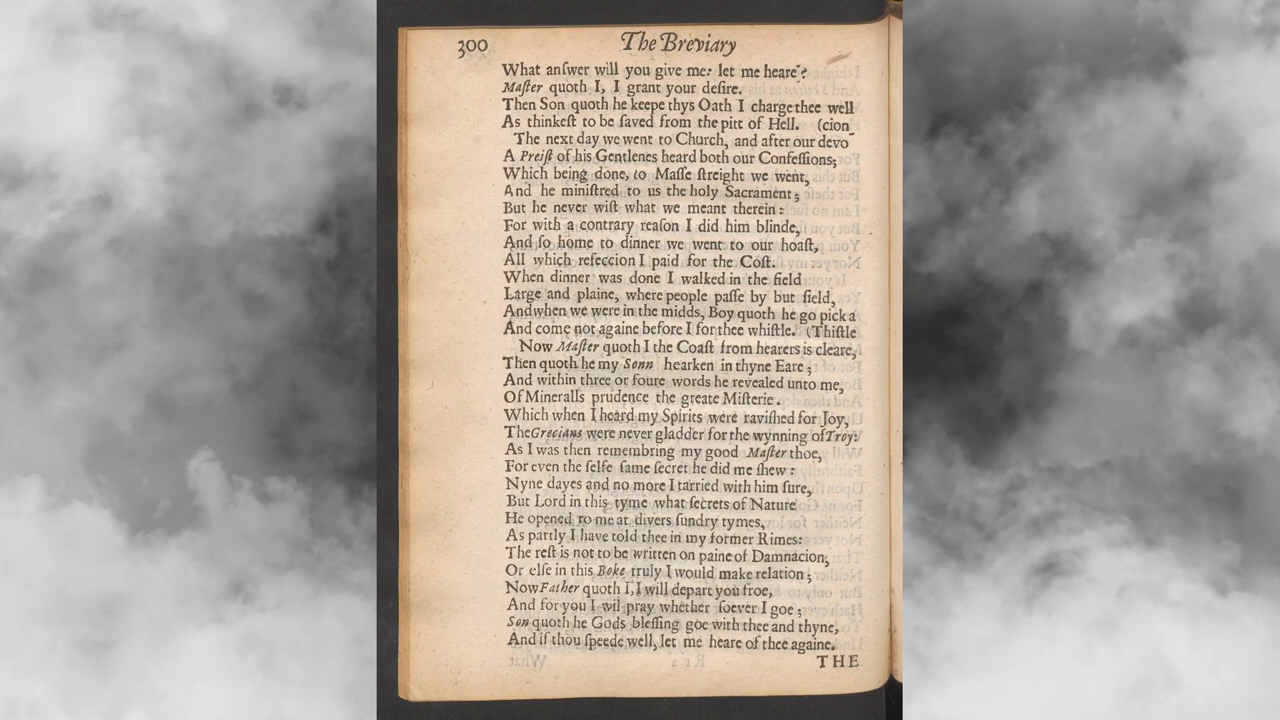 300 The Breviary
What anſwer will you give me: let me heare?
Maſter quoth I, I grant your deſire.
Then Son quoth he keepe thys Oath I charge thee well
As thinkeſt to be ſaved from the pitt of Hell. (cion
The next day we went to Church, and after our devo-
A Preiſt of his Gentlenes heard both our Confeſſions;
Which being done, to Maſſe ſtreight we went,
And he miniſtred to us the holy Sacrament;
But he never wiſt what we meant therein:
For with a contrary reaſon I did him blinde,
And ſo home to dinner we went to our hoaſt,
All which refeccion I paid for the Coſt.
When dinner was done I walked in the field
Large and plaine, where people paſſe by but ſield,
And when we were in the midds, Boy quoth he go pick a
And come not againe before I for thee whiſtle. (Thiſtle
Now Maſter quoth I the Coaſt from hearers is cleare,
Then quoth he my Sonn hearken in thyne Eare;
And within three or foure words he revealed unto me,
Of Mineralls prudence the greate Miſterie.
Which when I heard my Spirits were raviſhed for Joy,
The Grecians were never gladder for the wynning of Troy:
As I was then remembring my good Maſter thoe,
For even the ſelfe ſame ſecret he did me ſhew:
Nyne dayes and no more I tarried with him ſure,
But Lord in this tyme what ſecrets of Nature
He opened to me at divers ſundry tymes,
As partly I have told thee in my former Rimes:
The reſt is not to be written on paine of Damnacion;
Or elſe in this Boke truly I would make relation;
Now Father quoth I, I will depart you froe,
And for you I wil pray whether ſoever I goe;
Son quoth he Gods bleſſing goe with thee and thyne,
And if thou ſpeede well, let me heare of thee againe.
THE